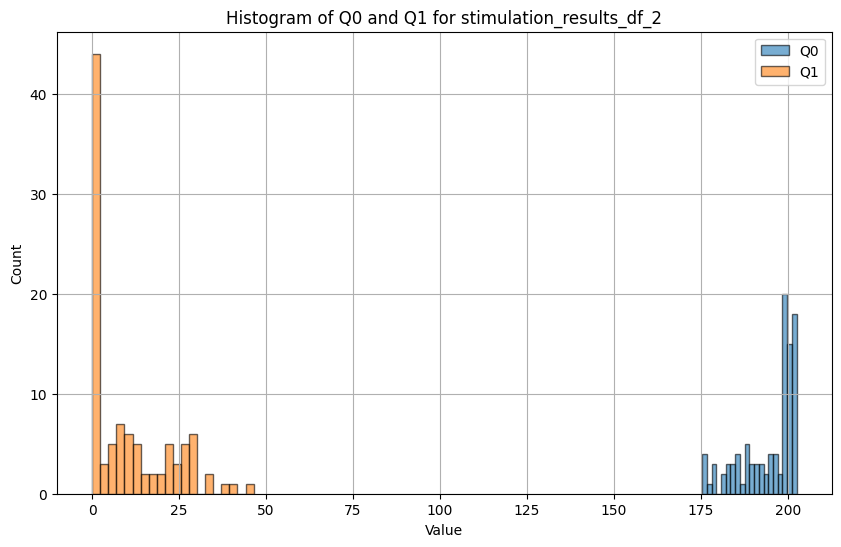 Histogram of Q0 and Q1 for stimulation_results_df_2
Q0
Q1
Count
40
30
20
10
0
0 25 50 75 100 125 150 175 200
Value